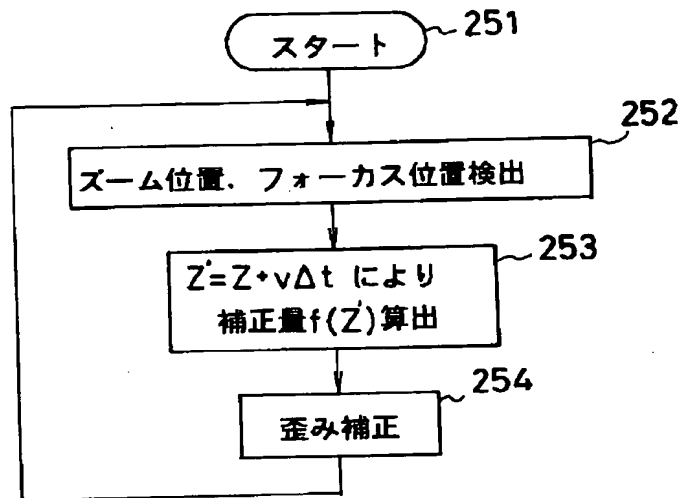 スタート
251
252
ズーム位置．フォーカス位置検出
253
Z'=Z+vΔt により
補正量f(Z')算出
254
歪み補正